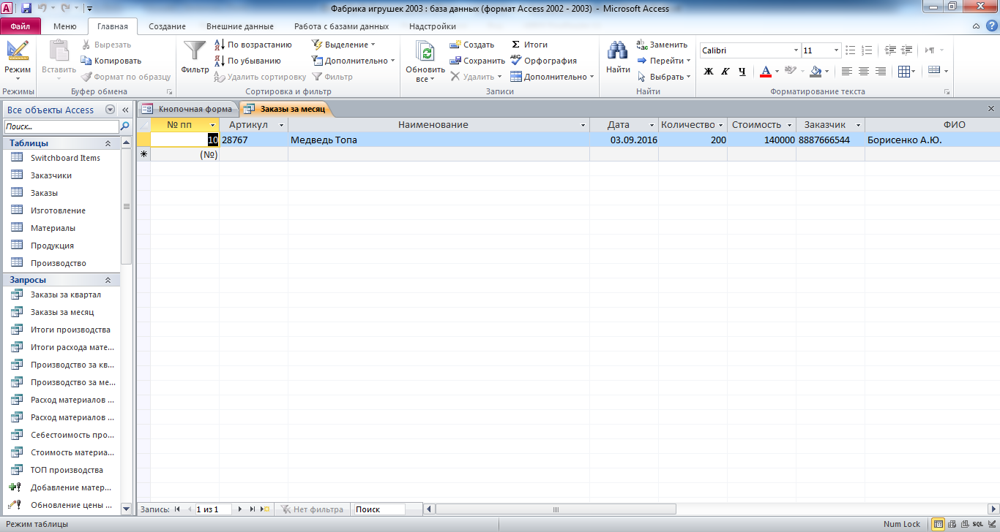 Фабрика игрушек 2003 : база данных (формат Access 2002 - 2003) - Microsoft Access
Файл Меню Главная Создание Внешние данные Работа с базами данных Надстройки
Режим
Режимы
Вставить
Вырезать
Копировать
Формат по образцу
Буфер обмена
Фильтр
По возрастанию
По убыванию
Удалить сортировку
Выделение
Дополнительно
Фильтр
Сортировка и фильтр
Обновить все
Создать
Сохранить
Удалить
Итоги
Орфография
Дополнительно
Записи
Найти
Заменить
Перейти
Выбрать
Найти
Calibri 11
Ж К Ч А
Форматирование текста
Все объекты Access
Поиск...
Таблицы
Switchboard Items
Заказчики
Заказы
Изготовление
Материалы
Продукция
Производство
Запросы
Заказы за квартал
Заказы за месяц
Итоги производства
Итоги расхода мате...
Производство за кв...
Производство за ме...
Расход материалов ...
Расход материалов ...
Себестоимость про...
Стоимость материа...
ТОП производства
Добавление матер...
Обновление цены ...
Кнопочная форма Заказы за месяц
№ пп Артикул Наименование Дата Количество Стоимость Заказчик ФИО
10 28767 Медведь Топа 03.09.2016 200 140000 8887666544 Борисенко А.Ю.
(№)
Запись: 1 из 1 Нет фильтра Поиск
Режим таблицы Num Lock SQL